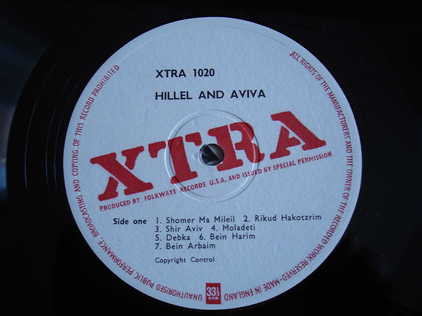 XTRA 1020
HILLEL AND AVIVA
XTRA
PRODUCED BY FOLKWAYS RECORDS U.S.A. AND ISSUED BY SPECIAL PERMISSION
Side one 1. Shomer Ma Mileil 2. Rikud Hakotzrim
3. Shir Aviv 4. Moladeti
5. Debka 6. Bein Harim
7. Bein Arbaim
Copyright Control
33⅓
ALL RIGHTS OF THE MANUFACTURERS AND THE OWNER OF THE RECORDED WORK RESERVED-MADE IN ENGLAND
UNAUTHORISED PUBLIC PERFORMANCE, BROADCASTING AND COPYING OF THIS RECORD PROHIBITED